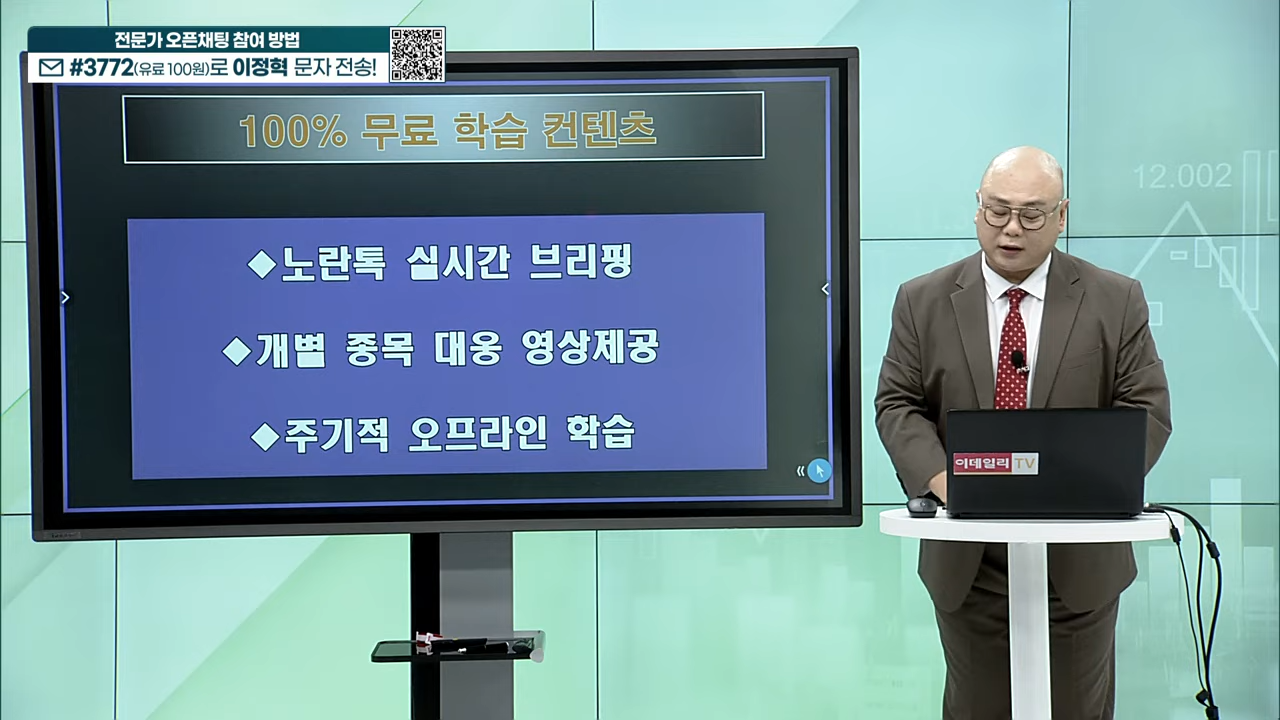 전문가 오픈채팅 참여 방법
#3772(유료 100원)로 이정혁 문자 전송!
100% 무료 학습 컨텐츠
◆노란톡 실시간 브리핑
◆개별 종목 대응 영상제공
◆주기적 오프라인 학습
12.002
이데일리 TV